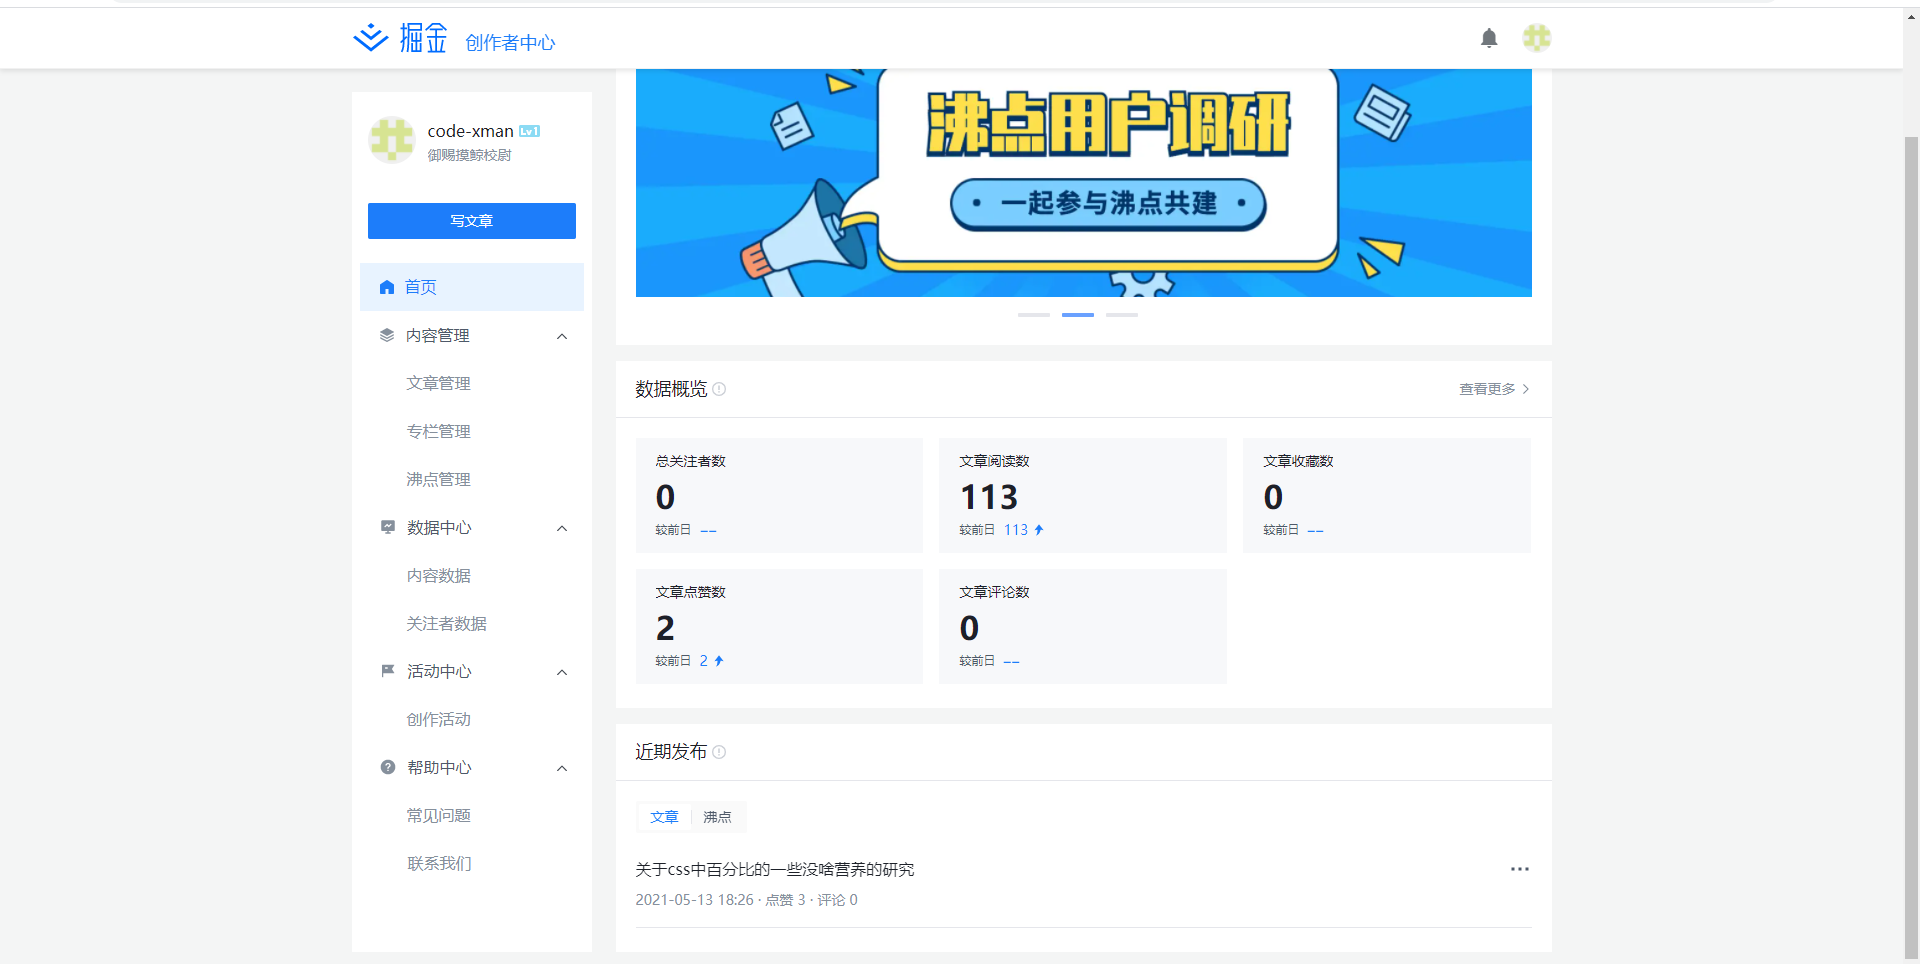 掘金 创作者中心
code-xman Lv1
御赐摸鲸校尉
写文章
首页
内容管理
文章管理
专栏管理
沸点管理
数据中心
内容数据
关注者数据
活动中心
创作活动
帮助中心
常见问题
联系我们
沸点用户调研
• 一起参与沸点共建 •
数据概览
查看更多
总关注者数
0
较前日 --
文章阅读数
113
较前日 113
文章收藏数
0
较前日 --
文章点赞数
2
较前日 2
文章评论数
0
较前日 --
近期发布
文章 沸点
关于css中百分比的一些没啥营养的研究
2021-05-13 18:26 · 点赞 3 · 评论 0